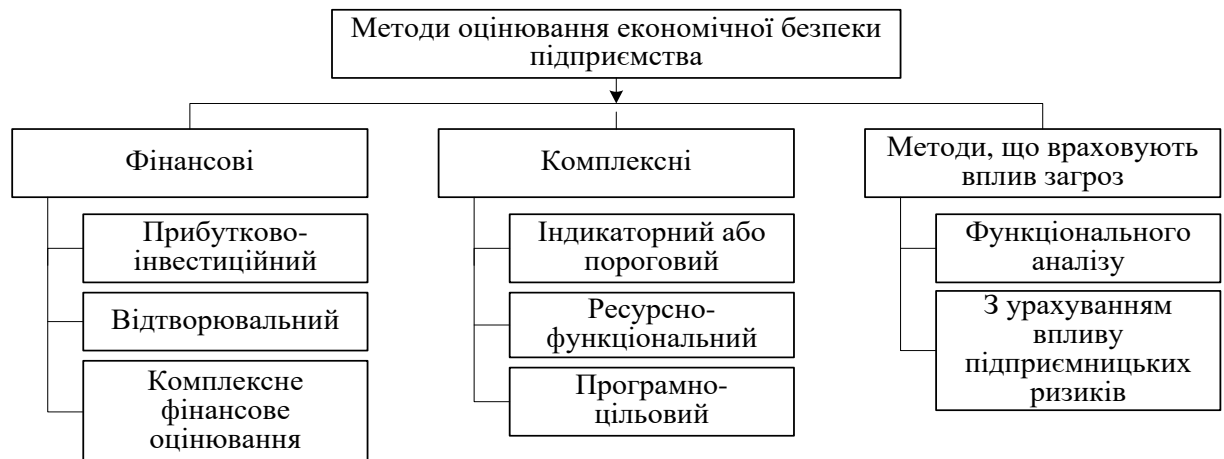 Методи оцінювання економічної безпеки
підприємства
Фінансові
Прибутково-
інвестиційний
Відтворювальний
Комплексне
фінансове
оцінювання
Комплексні
Індикаторний або
пороговий
Ресурсно-
функціональний
Програмно-
цільовий
Методи, що враховують
вплив загроз
Функціонального
аналізу
З урахуванням
впливу
підприємницьких
ризиків